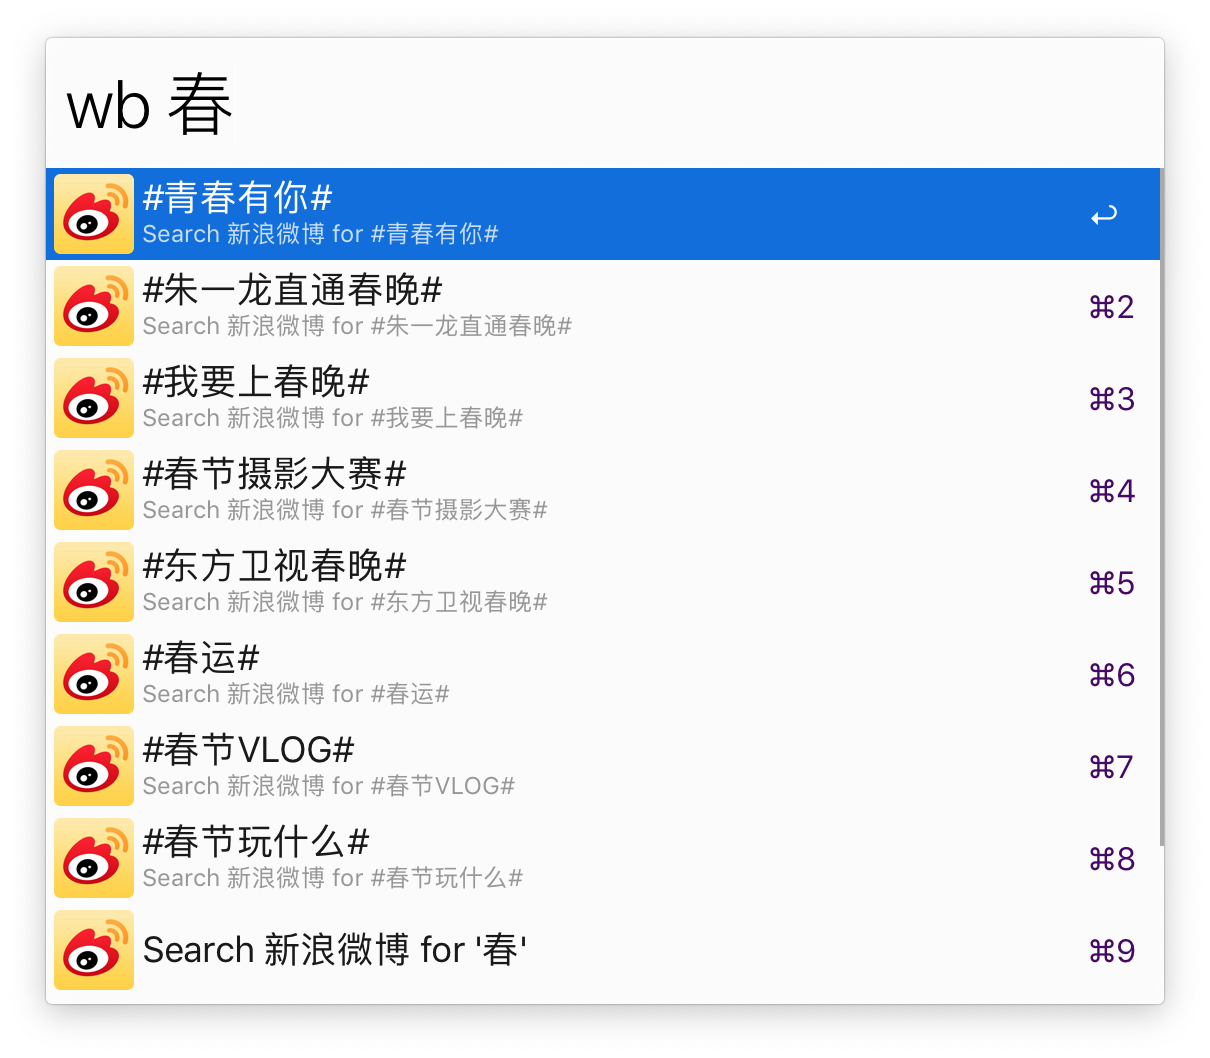 wb 春
#青春有你#
Search 新浪微博 for #青春有你#
↩
#朱一龙直通春晚#
Search 新浪微博 for #朱一龙直通春晚#
⌘2
#我要上春晚#
Search 新浪微博 for #我要上春晚#
⌘3
#春节摄影大赛#
Search 新浪微博 for #春节摄影大赛#
⌘4
#东方卫视春晚#
Search 新浪微博 for #东方卫视春晚#
⌘5
#春运#
Search 新浪微博 for #春运#
⌘6
#春节VLOG#
Search 新浪微博 for #春节VLOG#
⌘7
#春节玩什么#
Search 新浪微博 for #春节玩什么#
⌘8
Search 新浪微博 for '春'
⌘9